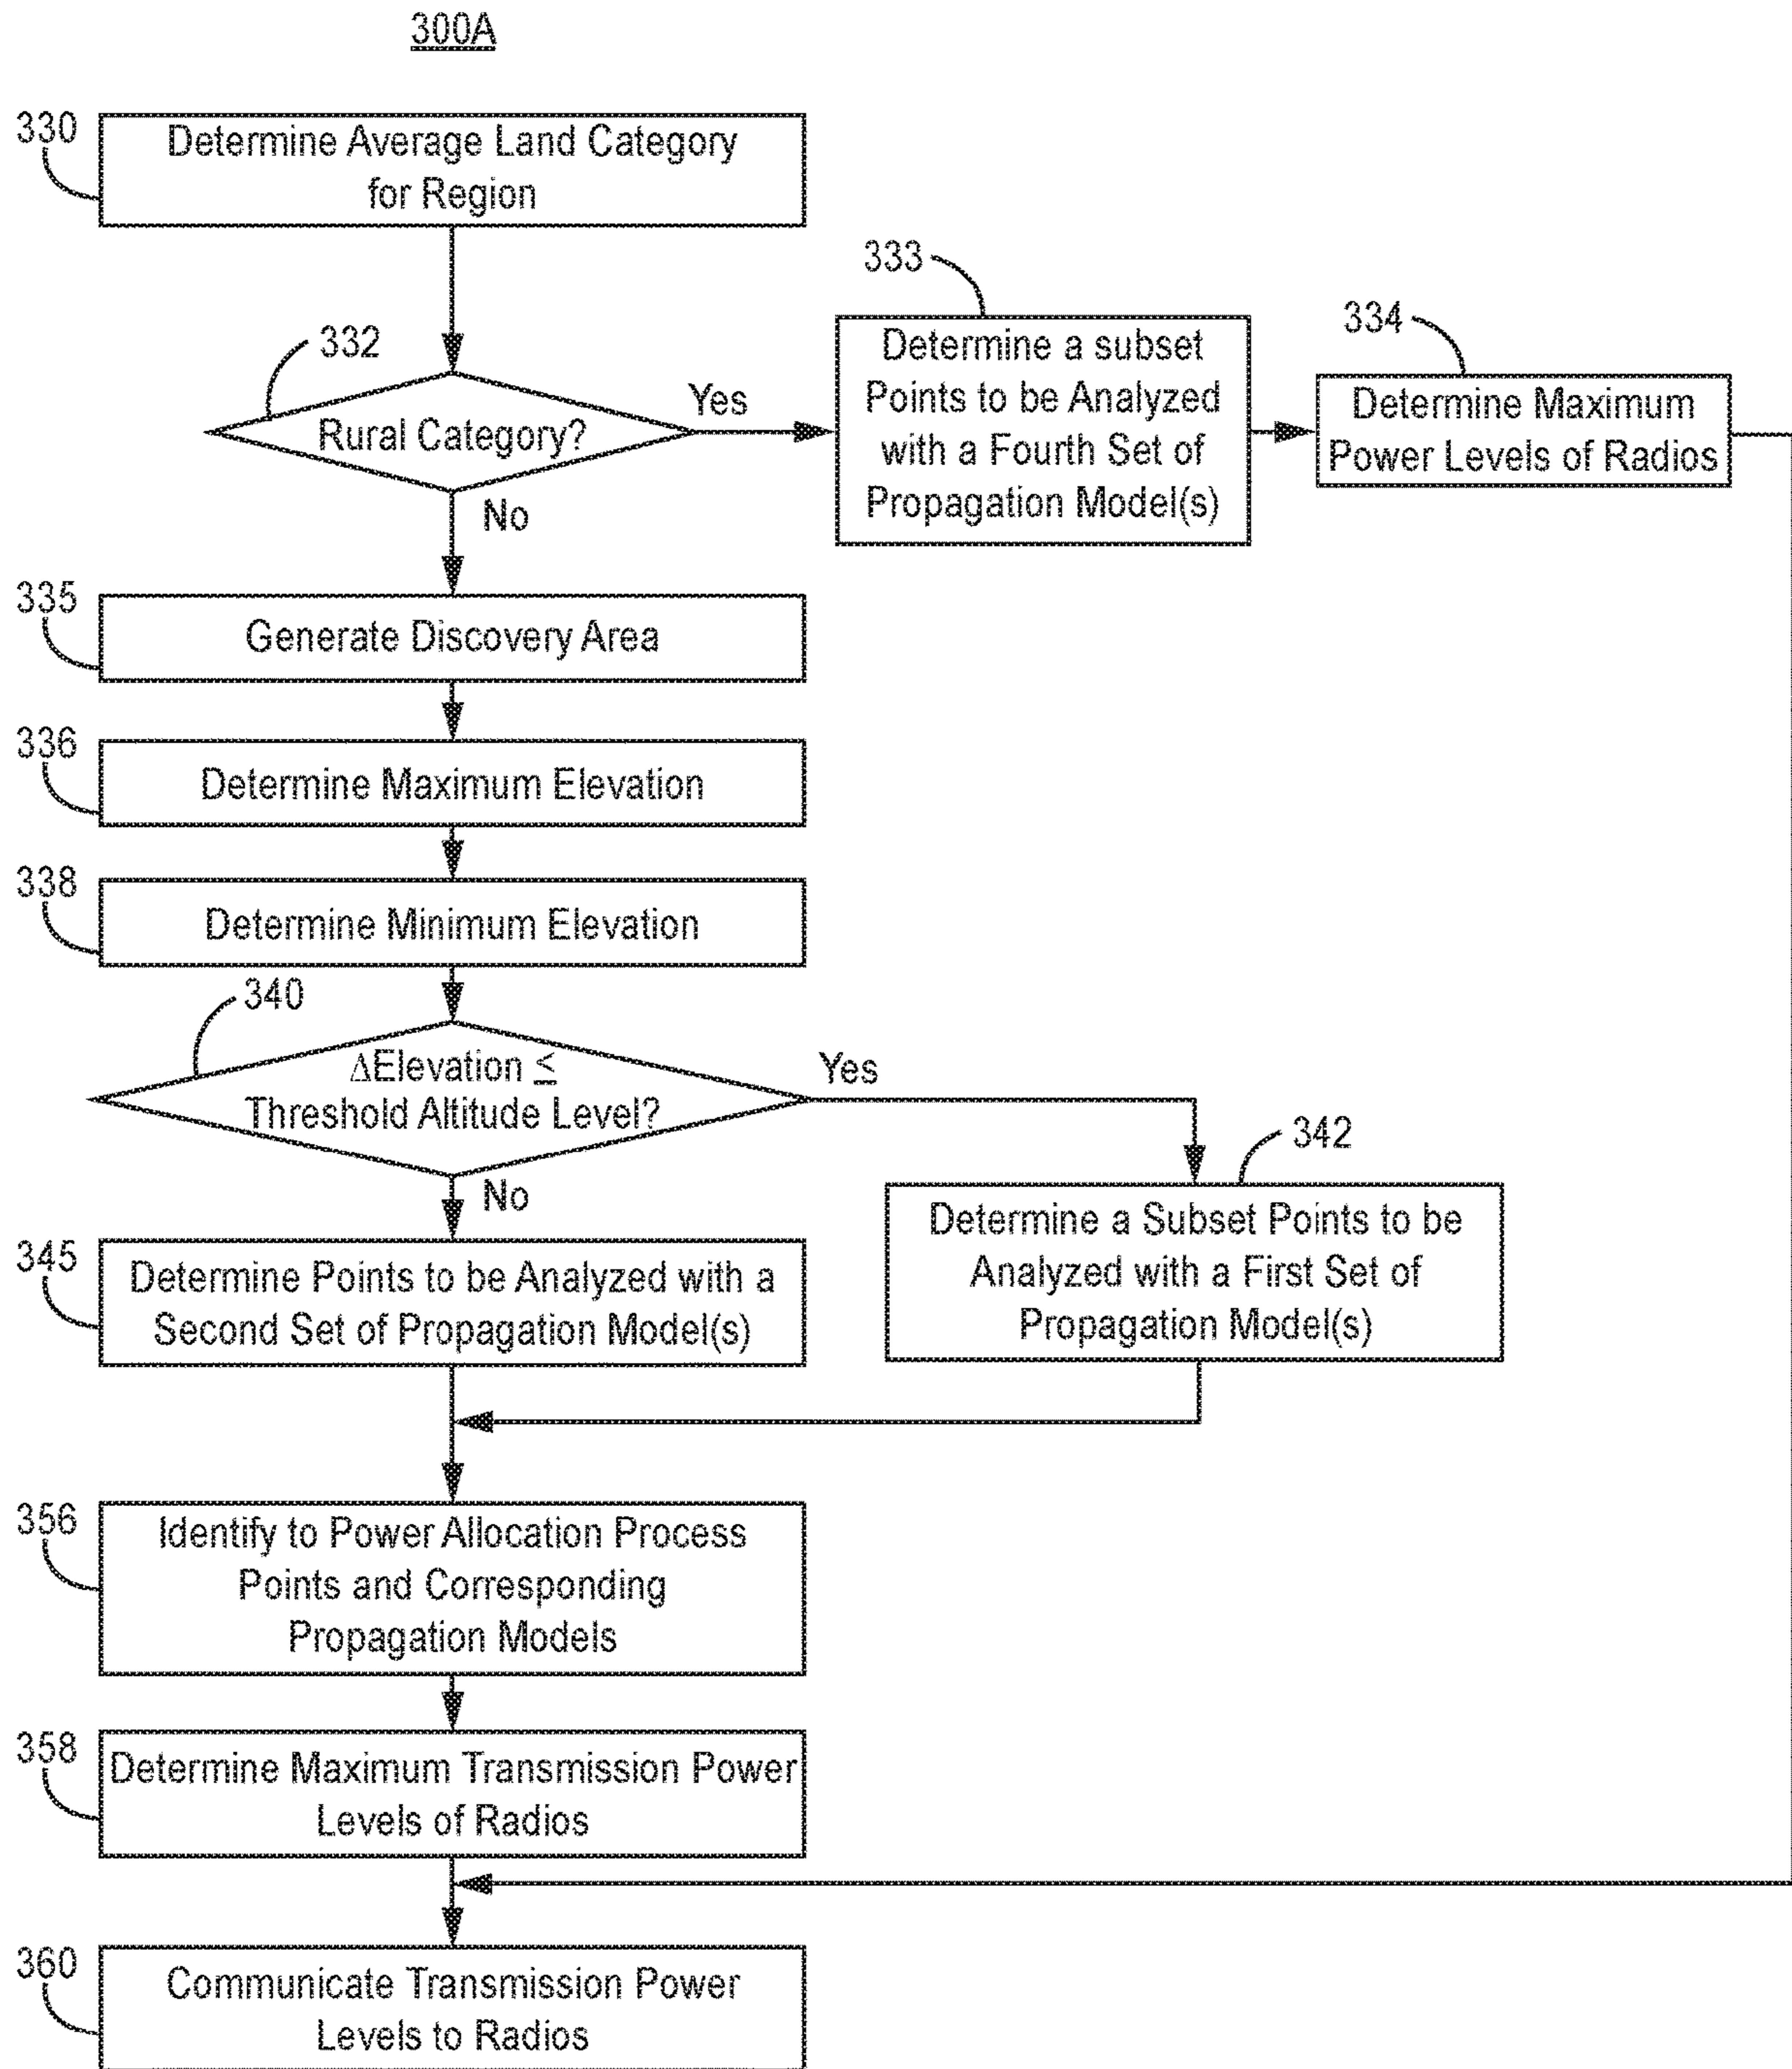 300A
330
Determine Average Land Category
for Region
332
Rural Category?
Yes
No
333
Determine a subset
Points to be Analyzed
with a Fourth Set of
Propagation Model(s)
334
Determine Maximum
Power Levels of Radios
335
Generate Discovery Area
336
Determine Maximum Elevation
338
Determine Minimum Elevation
340
ΔElevation ≤
Threshold Altitude Level?
Yes
No
342
Determine a Subset Points to be
Analyzed with a First Set of
Propagation Model(s)
345
Determine Points to be Analyzed with a
Second Set of Propagation Model(s)
356
Identify to Power Allocation Process
Points and Corresponding
Propagation Models
358
Determine Maximum Transmission Power
Levels of Radios
360
Communicate Transmission Power
Levels to Radios